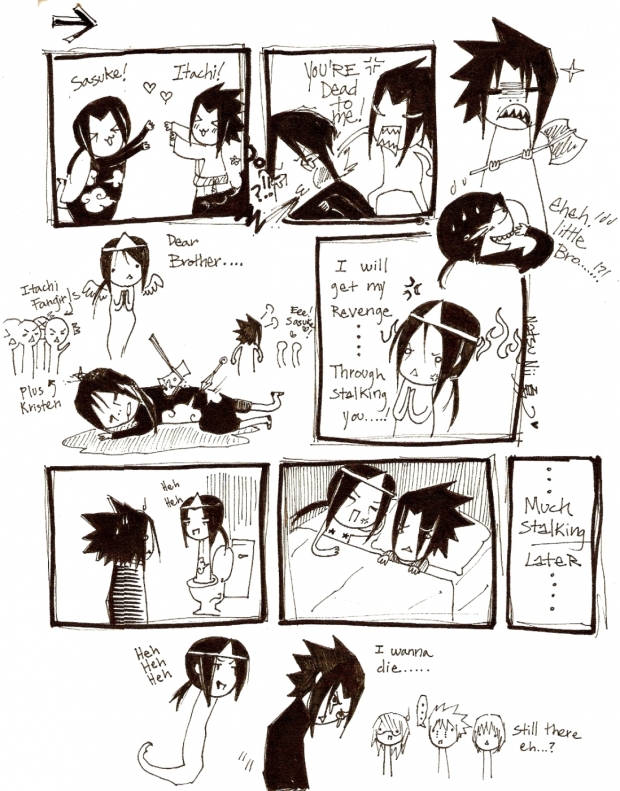 Sasuke!
Itachi!
YOU'RE
Dead
to
me!
?!!
eheh!
little
Bro....!?!
Dear
Brother....
Itachi
Fangirls
Plus
Kristen
Eee!
Sasuke
I will
get my
Revenge.
Through
stalking
you.....!
Heh
Heh
Much
Stalking
Later
Heh
Heh
Heh
I wanna
die......
Still there
eh...?